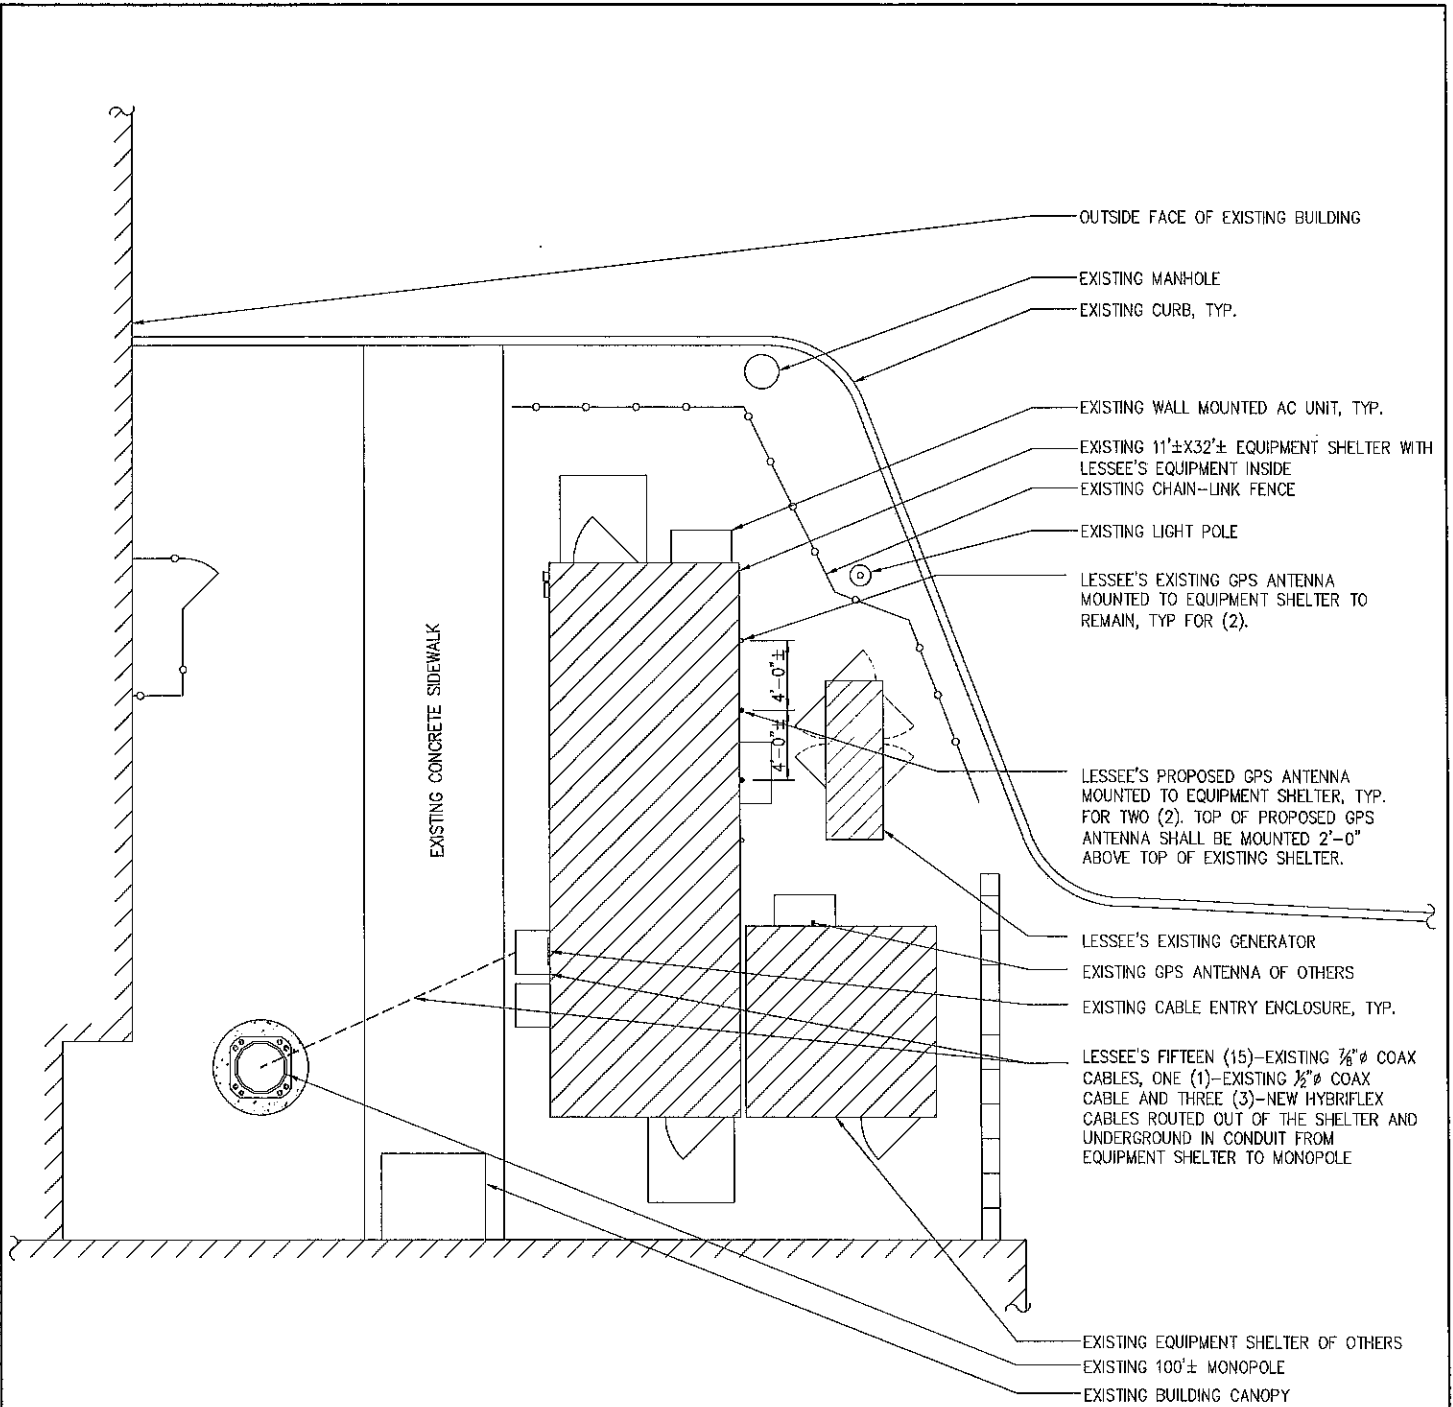 OUTSIDE FACE OF EXISTING BUILDING
EXISTING MANHOLE
EXISTING CURB, TYP.
EXISTING WALL MOUNTED AC UNIT, TYP.
EXISTING 11'±X32'± EQUIPMENT SHELTER WITH
LESSEE'S EQUIPMENT INSIDE
EXISTING CHAIN-LINK FENCE
EXISTING LIGHT POLE
LESSEE'S EXISTING GPS ANTENNA
MOUNTED TO EQUIPMENT SHELTER TO
REMAIN, TYP FOR (2).
EXISTING CONCRETE SIDEWALK
4'-0"±
4'-0"±
LESSEE'S PROPOSED GPS ANTENNA
MOUNTED TO EQUIPMENT SHELTER, TYP.
FOR TWO (2). TOP OF PROPOSED GPS
ANTENNA SHALL BE MOUNTED 2'-0"
ABOVE TOP OF EXISTING SHELTER.
LESSEE'S EXISTING GENERATOR
EXISTING GPS ANTENNA OF OTHERS
EXISTING CABLE ENTRY ENCLOSURE, TYP.
LESSEE'S FIFTEEN (15)-EXISTING ⅞"ø COAX
CABLES, ONE (1)-EXISTING ½"ø COAX
CABLE AND THREE (3)-NEW HYBRIFLEX
CABLES ROUTED OUT OF THE SHELTER AND
UNDERGROUND IN CONDUIT FROM
EQUIPMENT SHELTER TO MONOPOLE
EXISTING EQUIPMENT SHELTER OF OTHERS
EXISTING 100'± MONOPOLE
EXISTING BUILDING CANOPY